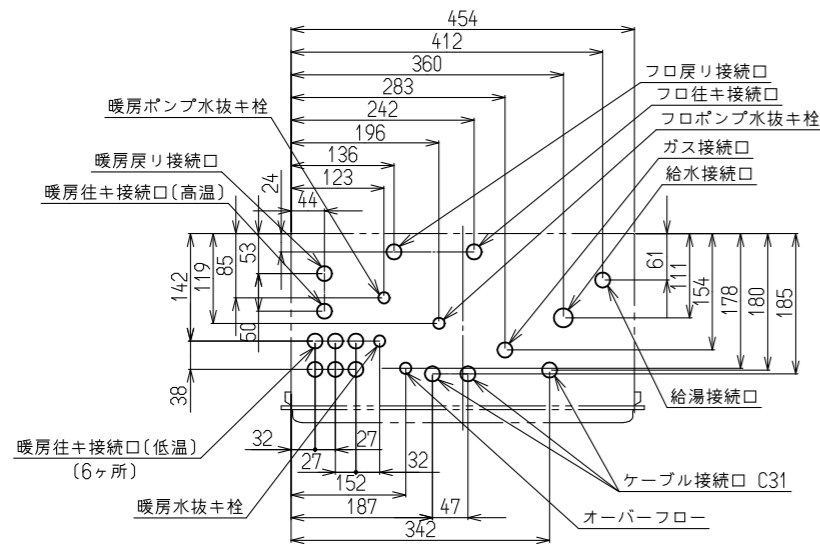 454
412
360
283
242
196
136
123
44
24
フロ戻リ接続口
フロ往キ接続口
フロポンプ水抜キ栓
ガス接続口
給水接続口
暖房ポンプ水抜キ栓
暖房戻リ接続口
暖房往キ接続口(高温)
142
119
85
53
50
38
61
111
154
178
180
185
給湯接続口
暖房往キ接続口(低温)
(6ヶ所)
32
27
27
32
152
187
47
342
暖房水抜キ栓
ケーブル接続口 C31
オーバーフロー